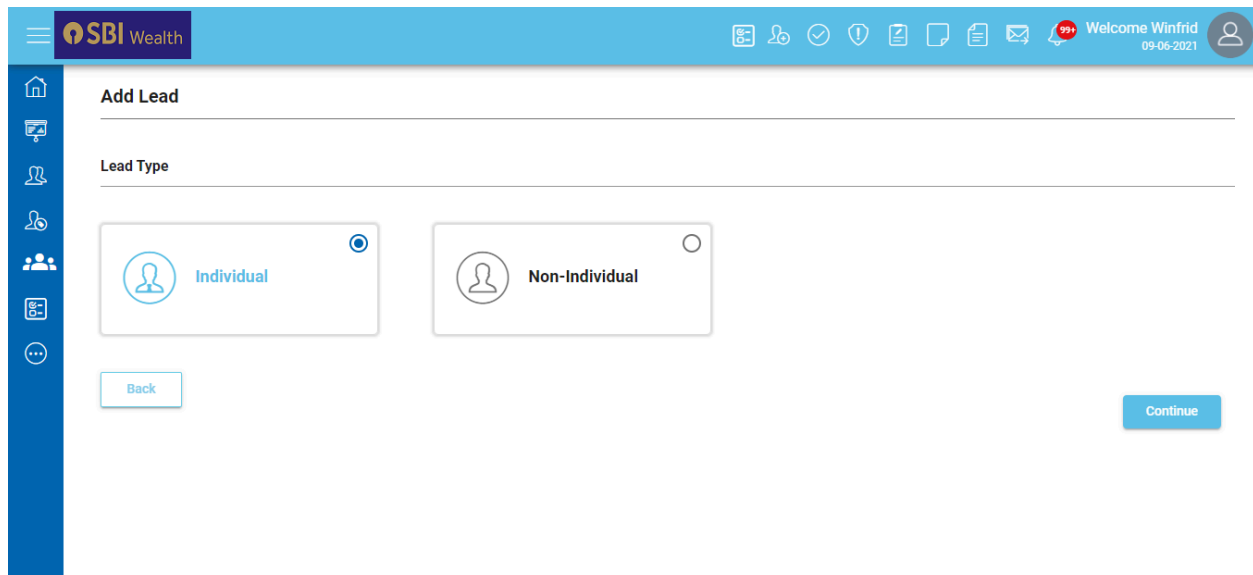 SBI Wealth
99+
Welcome Winfrid
09-06-2021
Add Lead
Lead Type
Individual
Non-Individual
Back
Continue